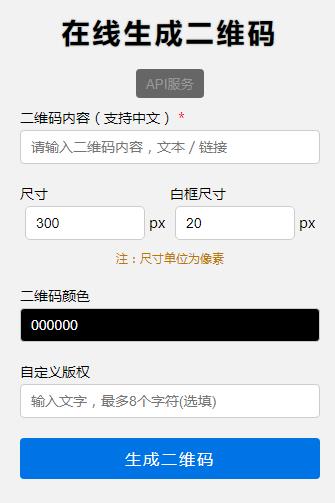 在线生成二维码
API服务
二维码内容（支持中文） *
请输入二维码内容，文本 / 链接
尺寸 白框尺寸
300 px 20 px
注：尺寸单位为像素
二维码颜色
000000
自定义版权
输入文字，最多8个字符(选填)
生成二维码